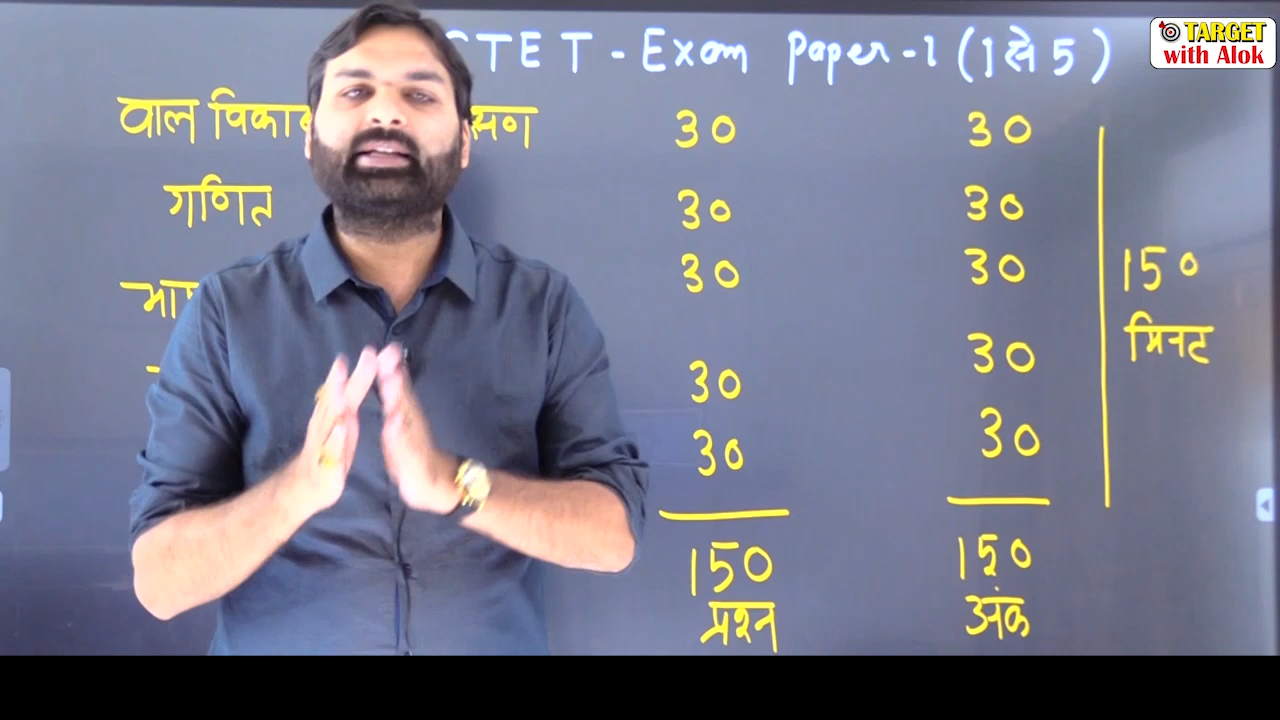 TET - Exam Paper-1 (1 से 5)
TARGET
with Alok
बाल विका सण 30 30
गणित 30 30
भा 30 30
30 30
30 30
150
मिनट
150 150
प्रश्न अंक